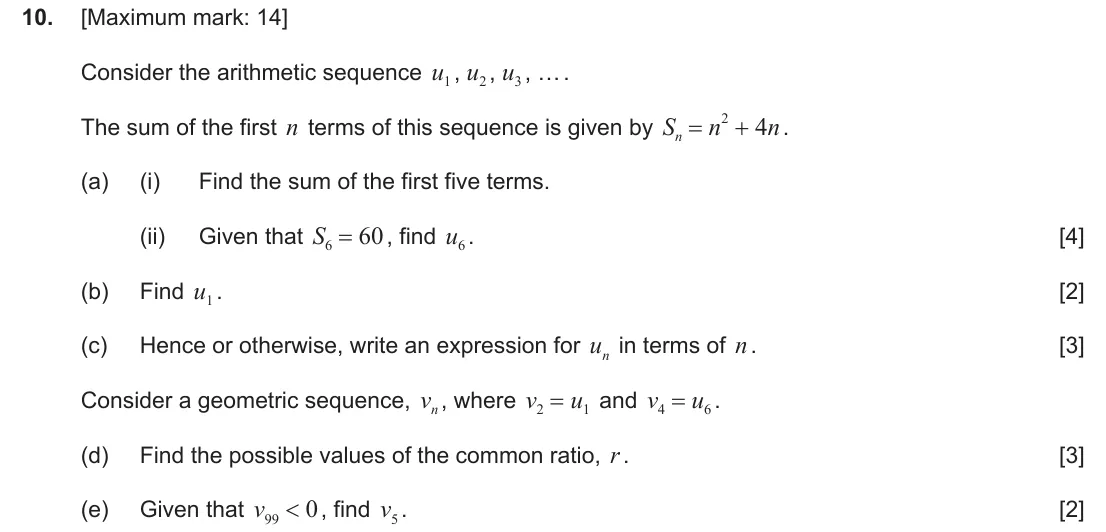 10. [Maximum mark: 14]
Consider the arithmetic sequence u₁, u₂, u₃, ….
The sum of the first n terms of this sequence is given by Sₙ = n² + 4n.
(a) (i) Find the sum of the first five terms.
(ii) Given that S₆ = 60, find u₆. [4]
(b) Find u₁. [2]
(c) Hence or otherwise, write an expression for uₙ in terms of n. [3]
Consider a geometric sequence, vₙ, where v₂ = u₁ and v₄ = u₆.
(d) Find the possible values of the common ratio, r. [3]
(e) Given that v₉₉ < 0, find v₅. [2]